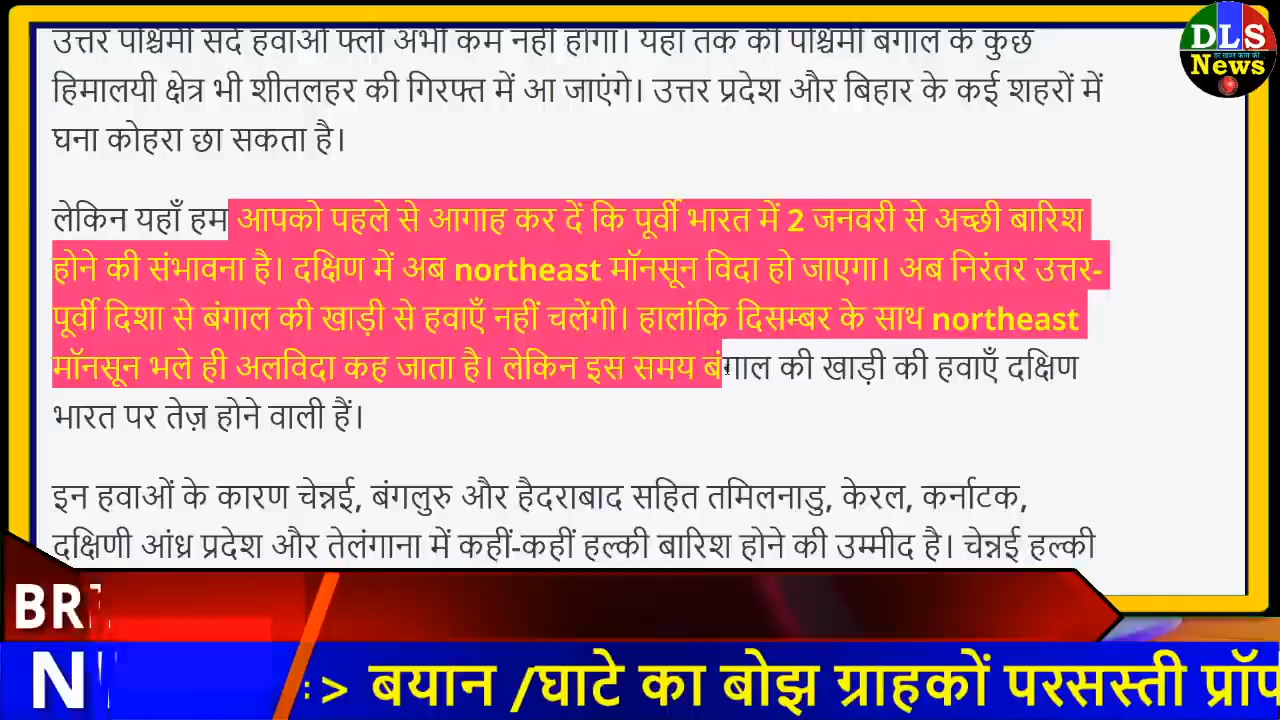 उत्तर पश्चिमी सर्द हवाओं फ्लो अभी कम नहीं होगा। यहाँ तक की पश्चिमी बंगाल के कुछ
हिमालयी क्षेत्र भी शीतलहर की गिरफ्त में आ जाएंगे। उत्तर प्रदेश और बिहार के कई शहरों में
घना कोहरा छा सकता है।
लेकिन यहाँ हम आपको पहले से आगाह कर दें कि पूर्वी भारत में 2 जनवरी से अच्छी बारिश
होने की संभावना है। दक्षिण में अब northeast मॉनसून विदा हो जाएगा। अब निरंतर उत्तर-
पूर्वी दिशा से बंगाल की खाड़ी से हवाएँ नहीं चलेंगी। हालांकि दिसम्बर के साथ northeast
मॉनसून भले ही अलविदा कह जाता है। लेकिन इस समय बंगाल की खाड़ी की हवाएँ दक्षिण
भारत पर तेज़ होने वाली हैं।
इन हवाओं के कारण चेन्नई, बंगलुरु और हैदराबाद सहित तमिलनाडु, केरल, कर्नाटक,
दक्षिणी आंध्र प्रदेश और तेलंगाना में कहीं-कहीं हल्की बारिश होने की उम्मीद है। चेन्नई हल्की
DLS
News
BR
N
:> बयान /घाटे का बोझ ग्राहकों परसस्ती